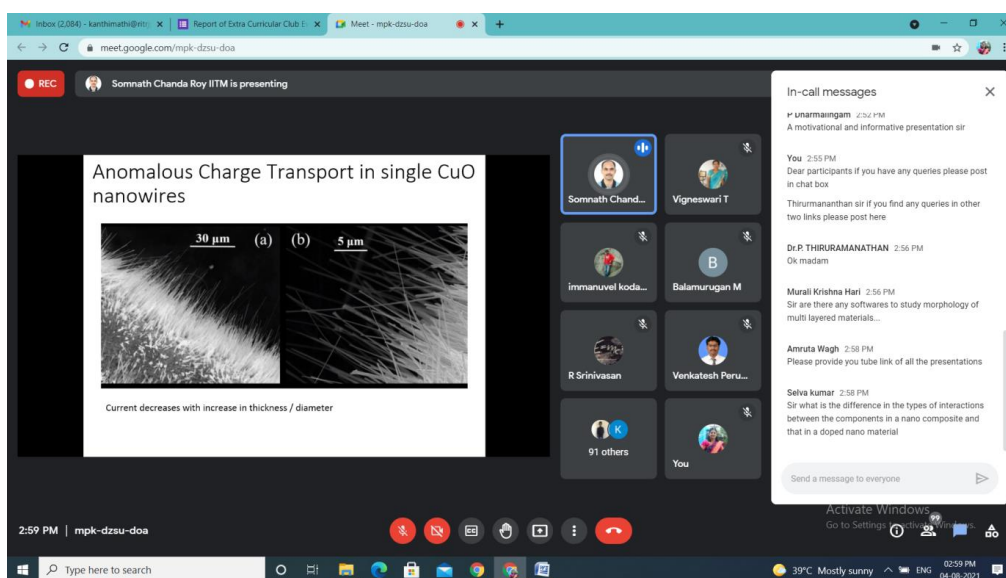 Inbox (2,084) - kanthimathi@rit
Report of Extra Curricular Club
Meet - mpk-dzsu-doa
meet.google.com/mpk-dzsu-doa
REC
Somnath Chanda Roy IITM is presenting
Anomalous Charge Transport in single CuO
nanowires
30 µm (a) (b) 5 µm
Current decreases with increase in thickness / diameter
Somnath Chand...
Vigneswari T
immanuvel koda...
B
Balamurugan M
R Srinivasan
Venkatesh Peru...
K
91 others
You
In-call messages
P Dharmalingam 2:52 PM
A motivational and informative presentation sir
You 2:55 PM
Dear participants if you have any queries please post
in chat box
Thirurmananthan sir if you find any queries in other
two links please post here
Dr.P. THIRURAMANATHAN 2:56 PM
Ok madam
Murali Krishna Hari 2:56 PM
Sir are there any softwares to study morphology of
multi layered materials...
Amruta Wagh 2:58 PM
Please provide you tube link of all the presentations
Selva kumar 2:58 PM
Sir what is the difference in the types of interactions
between the components in a nano composite and
that in a doped nano material
Send a message to everyone
Activate Windows
Go to Settings to activate Windows.
2:59 PM | mpk-dzsu-doa
99
Type here to search
39°C Mostly sunny
ENG
02:59 PM
04-08-2021